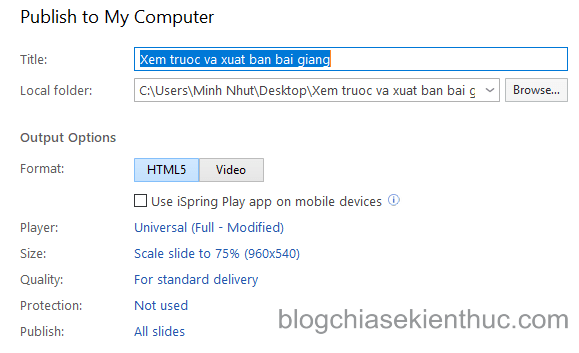 Publish to My Computer
Title: Xem truoc va xuat ban bai giang
Local folder: C:\Users\Minh Nhut\Desktop\Xem truoc va xuat ban bai g Browse...
Output Options
Format: HTML5 Video
Use iSpring Play app on mobile devices
Player: Universal (Full - Modified)
Size: Scale slide to 75% (960x540)
Quality: For standard delivery
Protection: Not used
Publish: All slides
blogchiasekienthuc.com